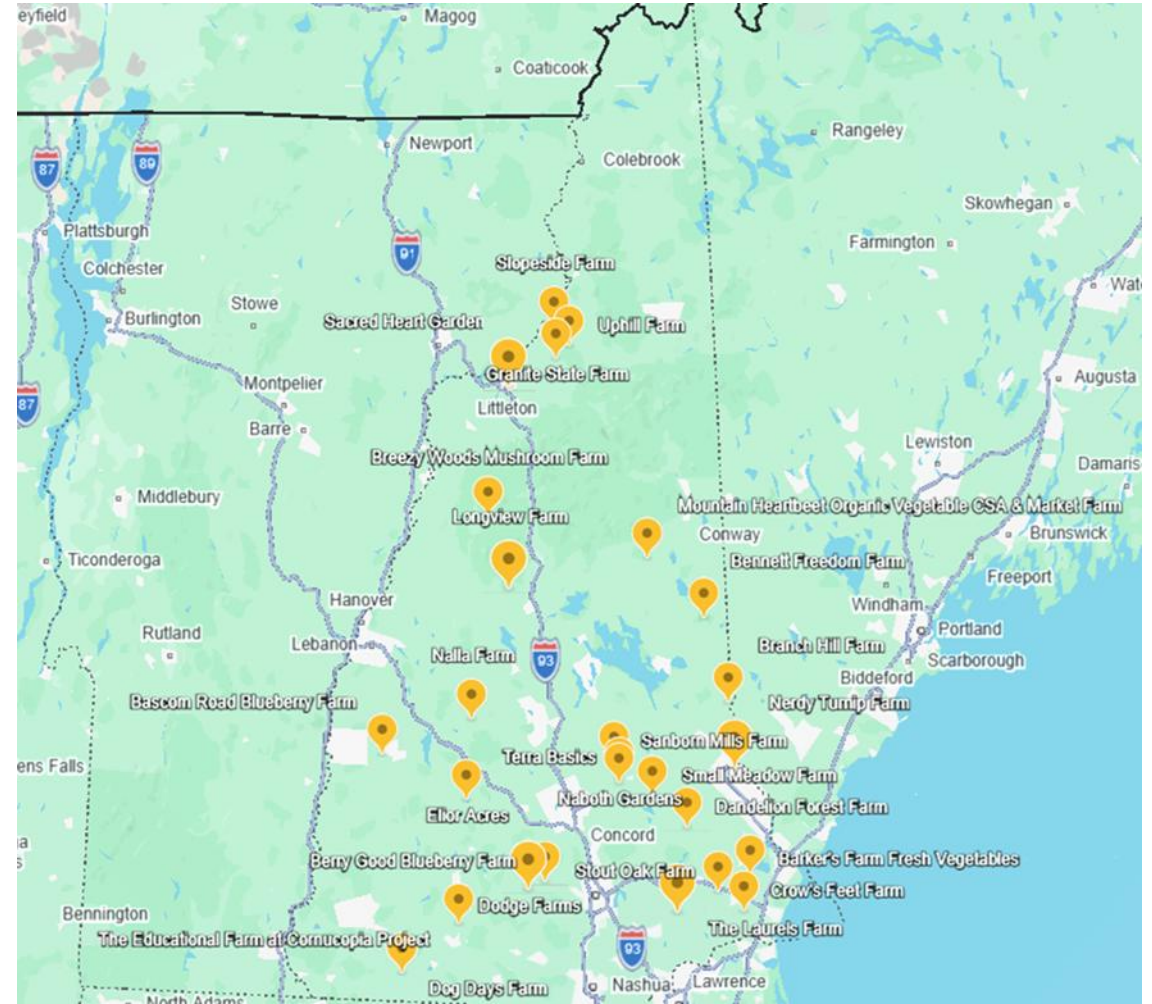 eyfield
Magog
Coaticook
Newport
Rangeley
87
89
Colebrook
Skowhegan
Plattsburgh
91
Farmington
Colchester
Slopeside Farm
Wat
Stowe
Burlington
Sacred Heart Garden
Uphill Farm
Granite State Farm
Augusta
Montpelier
87
Littleton
Barre
Lewiston
Breezy Woods Mushroom Farm
Damaris
Middlebury
Mountain Heartbeet Organic Vegetable CSA & Market Farm
Longview Farm
Conway
Brunswick
Ticonderoga
Bennett Freedom Farm
Freeport
Hanover
Windham
Rutland
Portland
Lebanon
Branch Hill Farm
Nalla Farm
93
Scarborough
Biddeford
Bascom Road Blueberry Farm
Nerdy Turnip Farm
Sanborn Mills Farm
Terra Basics
ens Falls
Small Meadow Farm
Naboth Gardens
Dandelion Forest Farm
Elior Acres
Concord
Berry Good Blueberry Farm
Barker's Farm Fresh Vegetables
Stout Oak Farm
Crow's Feet Farm
Dodge Farms
Bennington
The Laurels Farm
The Educational Farm at Cornucopia Project
93
Dog Days Farm
Nashua
Lawrence
North Adams